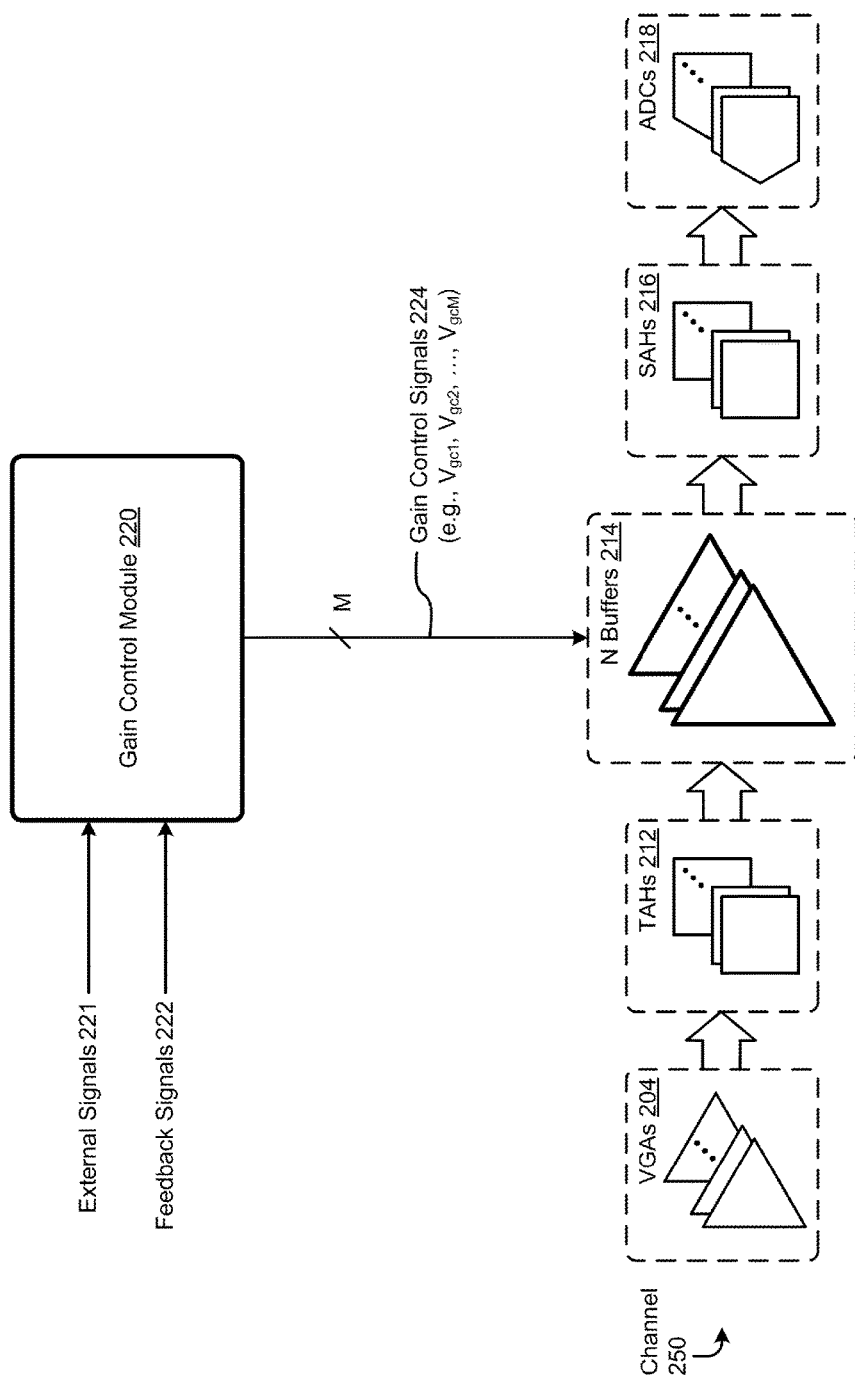 External Signals 221
Feedback Signals 222
Gain Control Module 220
M
Gain Control Signals 224
(e.g., Vgc1, Vgc2, ..., VgcM)
Channel
250
VGAs 204
TAHs 212
N Buffers 214
SAHs 216
ADCs 218